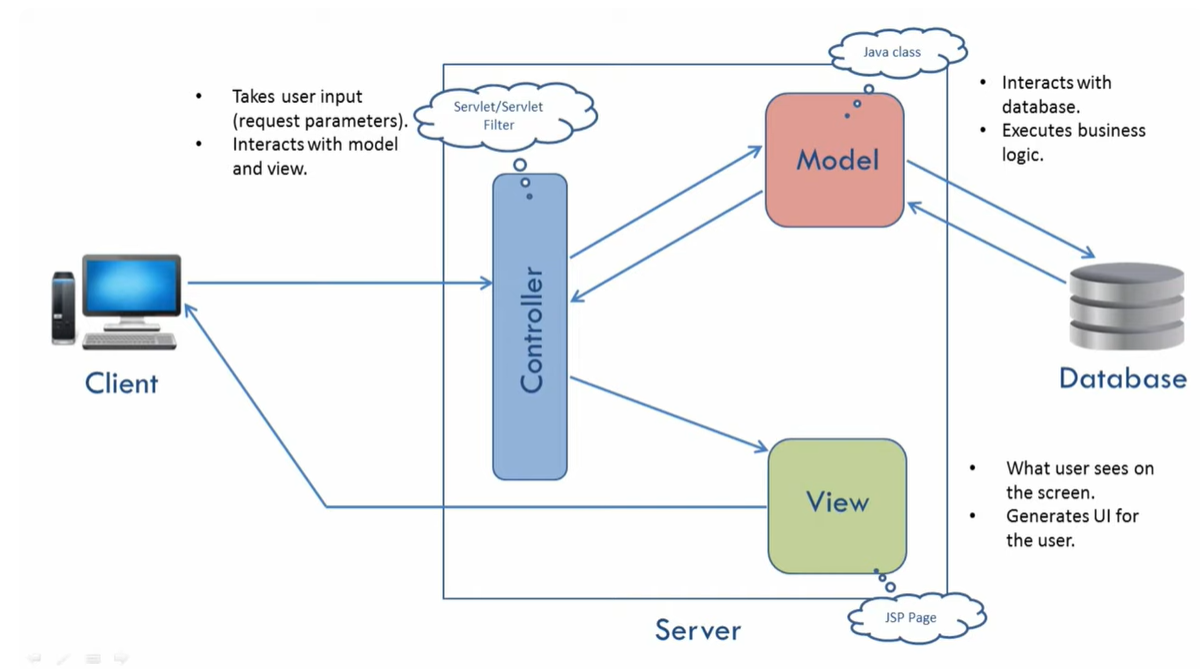 Java class
• Takes user input
(request parameters).
• Interacts with model
and view.
Servlet/Servlet
Filter
• Interacts with
database.
• Executes business
logic.
Model
Controller
Client
Database
View
• What user sees on
the screen.
• Generates UI for
the user.
JSP Page
Server